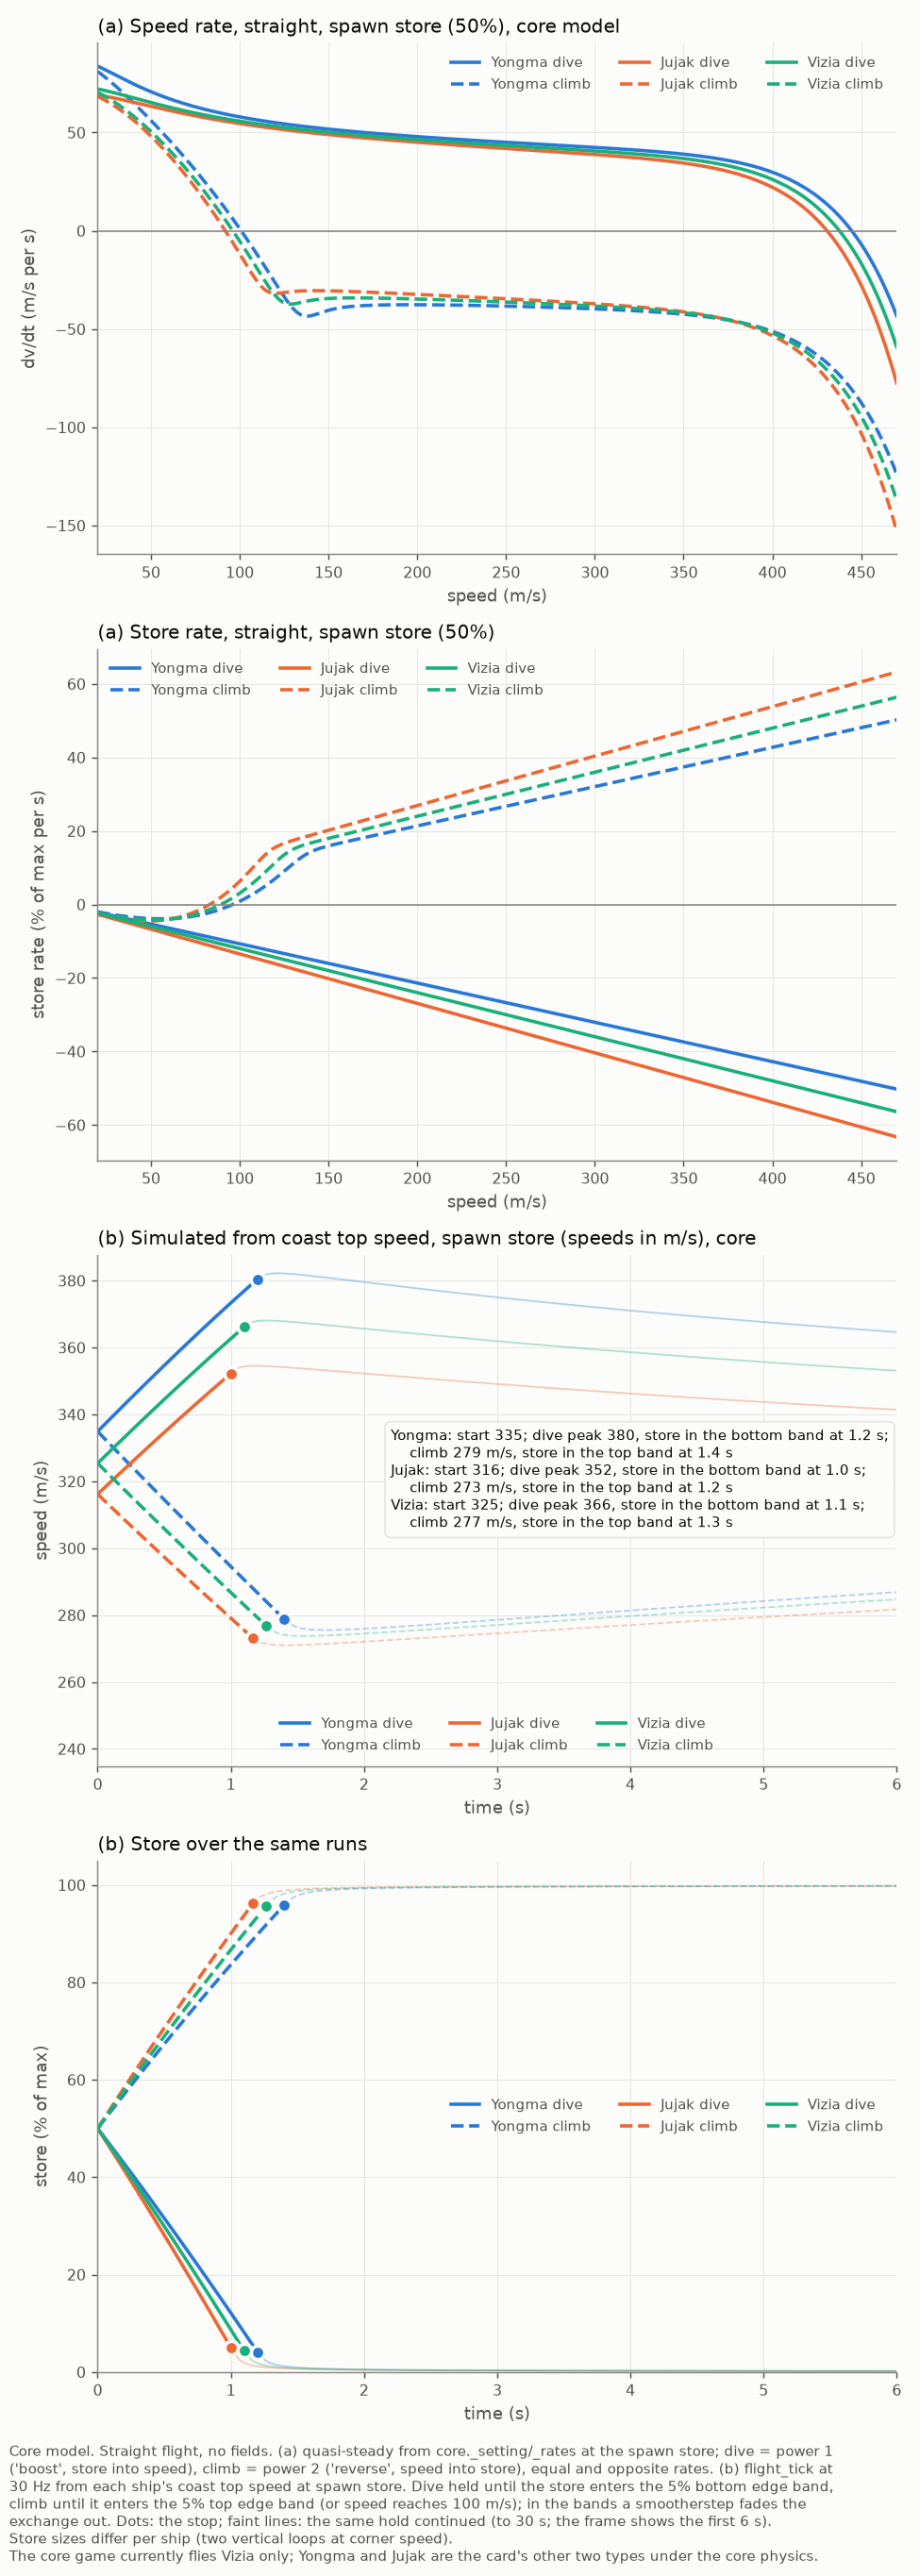 (a) Speed rate, straight, spawn store (50%), core model
Yongma dive
Jujak dive
Vizia dive
Yongma climb
Jujak climb
Vizia climb
dv/dt (m/s per s)
50
0
−50
−100
−150
50
100
150
200
250
300
350
400
450
speed (m/s)
(a) Store rate, straight, spawn store (50%)
Yongma dive
Jujak dive
Vizia dive
Yongma climb
Jujak climb
Vizia climb
store rate (% of max per s)
60
40
20
0
−20
−40
−60
50
100
150
200
250
300
350
400
450
speed (m/s)
(b) Simulated from coast top speed, spawn store (speeds in m/s), core
speed (m/s)
380
360
340
320
300
280
260
240
Yongma: start 335; dive peak 380, store in the bottom band at 1.2 s;
climb 279 m/s, store in the top band at 1.4 s
Jujak: start 316; dive peak 352, store in the bottom band at 1.0 s;
climb 273 m/s, store in the top band at 1.2 s
Vizia: start 325; dive peak 366, store in the bottom band at 1.1 s;
climb 277 m/s, store in the top band at 1.3 s
Yongma dive
Jujak dive
Vizia dive
Yongma climb
Jujak climb
Vizia climb
0
1
2
3
4
5
6
time (s)
(b) Store over the same runs
store (% of max)
100
80
60
40
20
0
Yongma dive
Jujak dive
Vizia dive
Yongma climb
Jujak climb
Vizia climb
0
1
2
3
4
5
6
time (s)
Core model. Straight flight, no fields. (a) quasi-steady from core._setting/_rates at the spawn store; dive = power 1
('boost', store into speed), climb = power 2 ('reverse', speed into store), equal and opposite rates. (b) flight_tick at
30 Hz from each ship's coast top speed at spawn store. Dive held until the store enters the 5% bottom edge band,
climb until it enters the 5% top edge band (or speed reaches 100 m/s); in the bands a smootherstep fades the
exchange out. Dots: the stop; faint lines: the same hold continued (to 30 s; the frame shows the first 6 s).
Store sizes differ per ship (two vertical loops at corner speed).
The core game currently flies Vizia only; Yongma and Jujak are the card's other two types under the core physics.